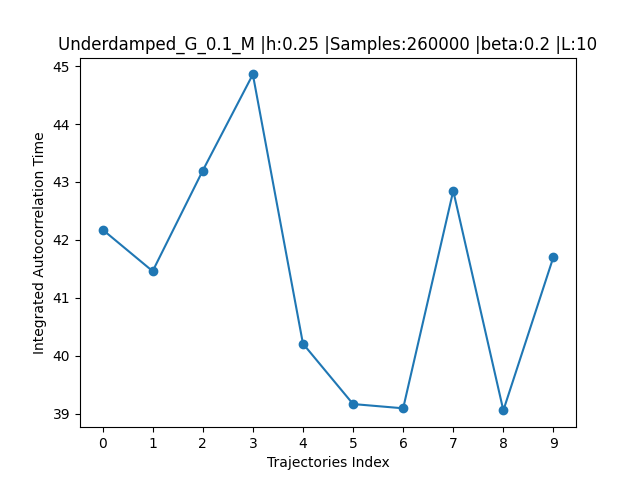 Underdamped_G_0.1_M |h:0.25 |Samples:260000 |beta:0.2 |L:10
Integrated Autocorrelation Time
45
44
43
42
41
40
39
0 1 2 3 4 5 6 7 8 9
Trajectories Index